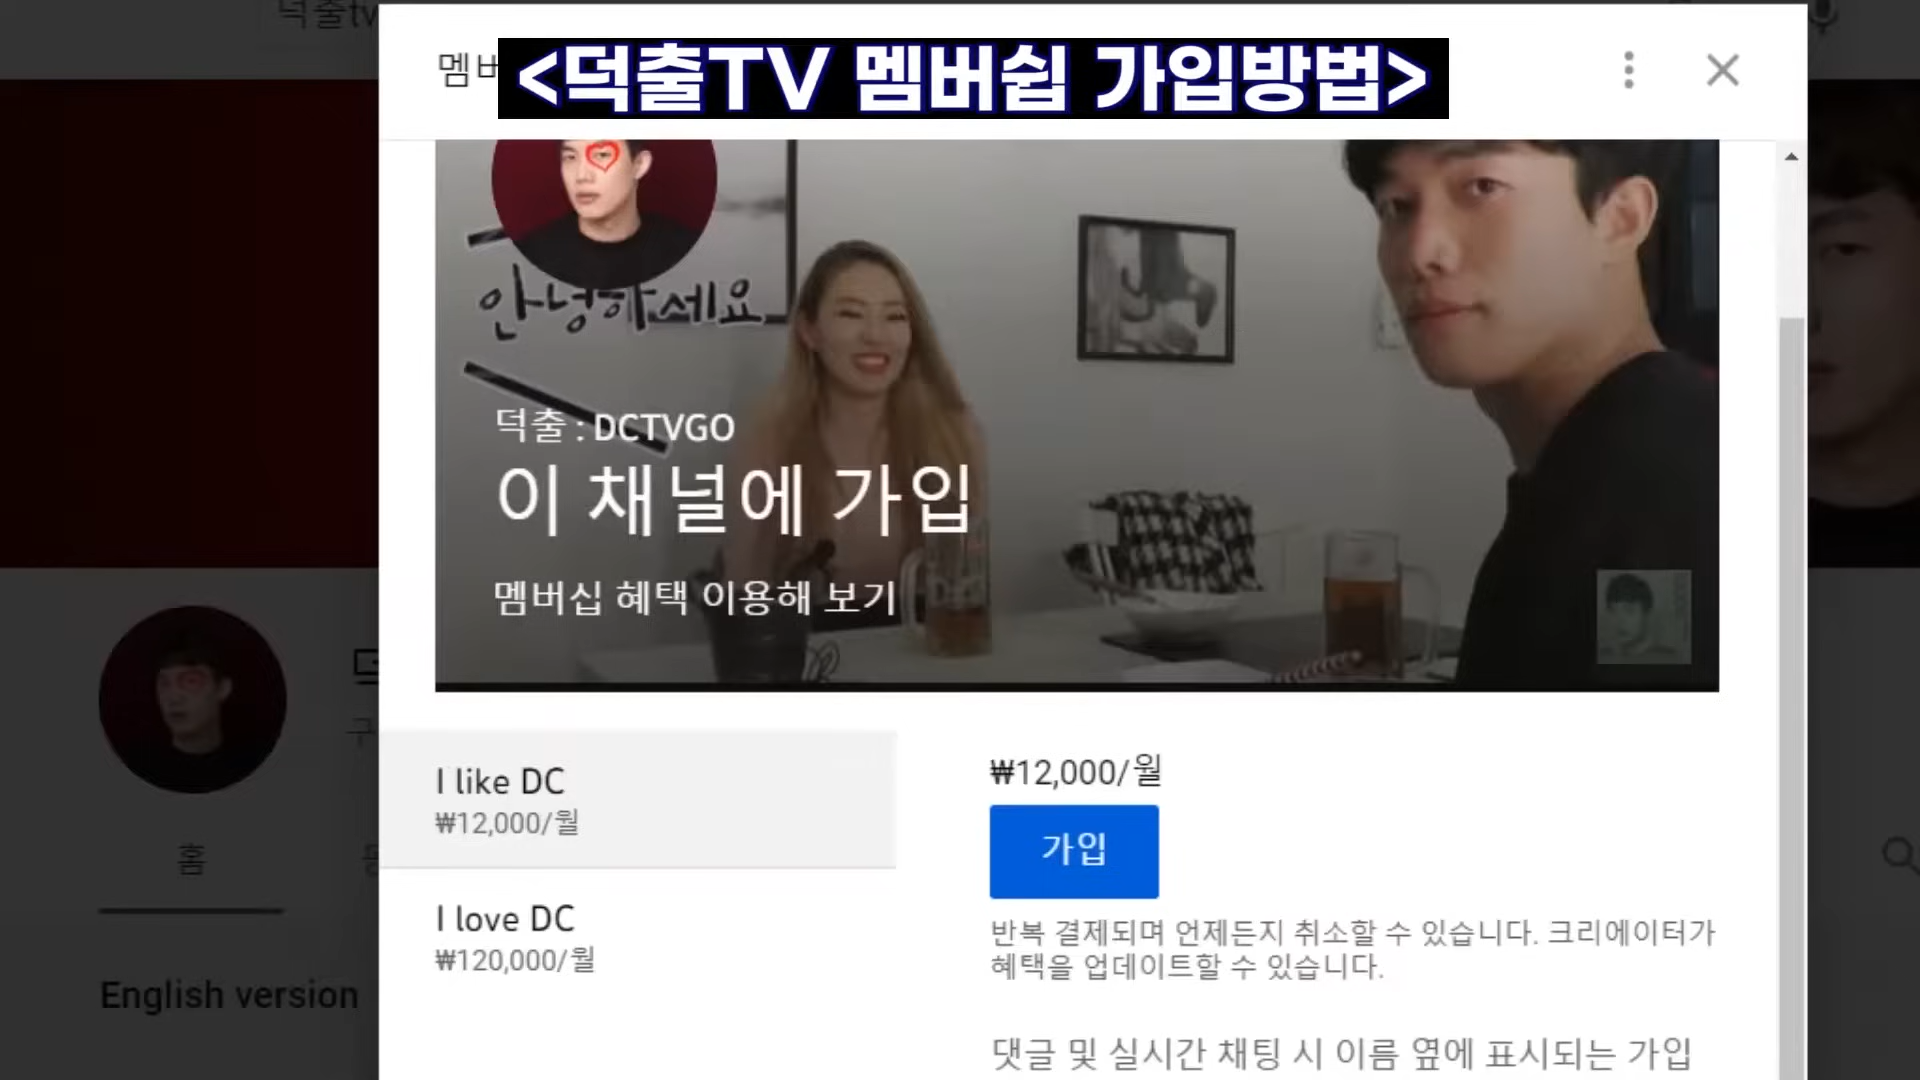 덕출tv
<덕출TV 멤버쉽 가입방법>
안녕하세요
덕출 : DCTVGO
이 채널에 가입
멤버십 혜택 이용해 보기
I like DC
₩12,000/월
I love DC
₩120,000/월
₩12,000/월
가입
반복 결제되며 언제든지 취소할 수 있습니다. 크리에이터가
혜택을 업데이트할 수 있습니다.
댓글 및 실시간 채팅 시 이름 옆에 표시되는 가입
홈
English version